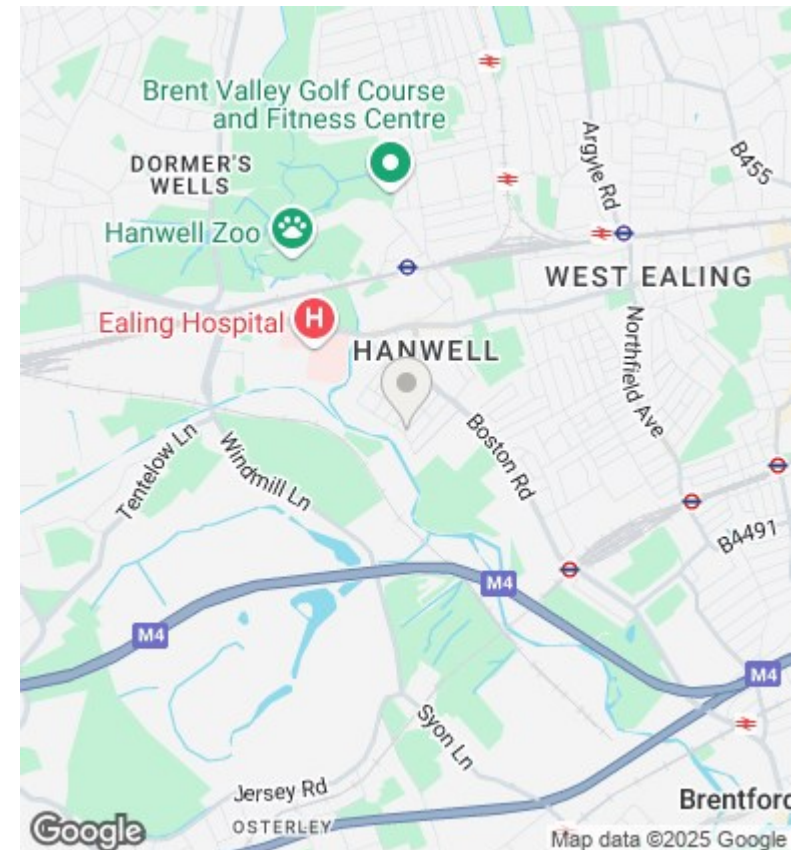 Brent Valley Golf Course
and Fitness Centre
Argyle Rd
B455
DORMER'S
WELLS
Hanwell Zoo
WEST EALING
Ealing Hospital
H
HANWELL
Northfield Ave
Boston Rd
Tentelow Ln
Windmill Ln
B4491
M4
M4
M4
Syon Ln
Jersey Rd
Brentford
OSTERLEY
Google
Map data ©2025 Google